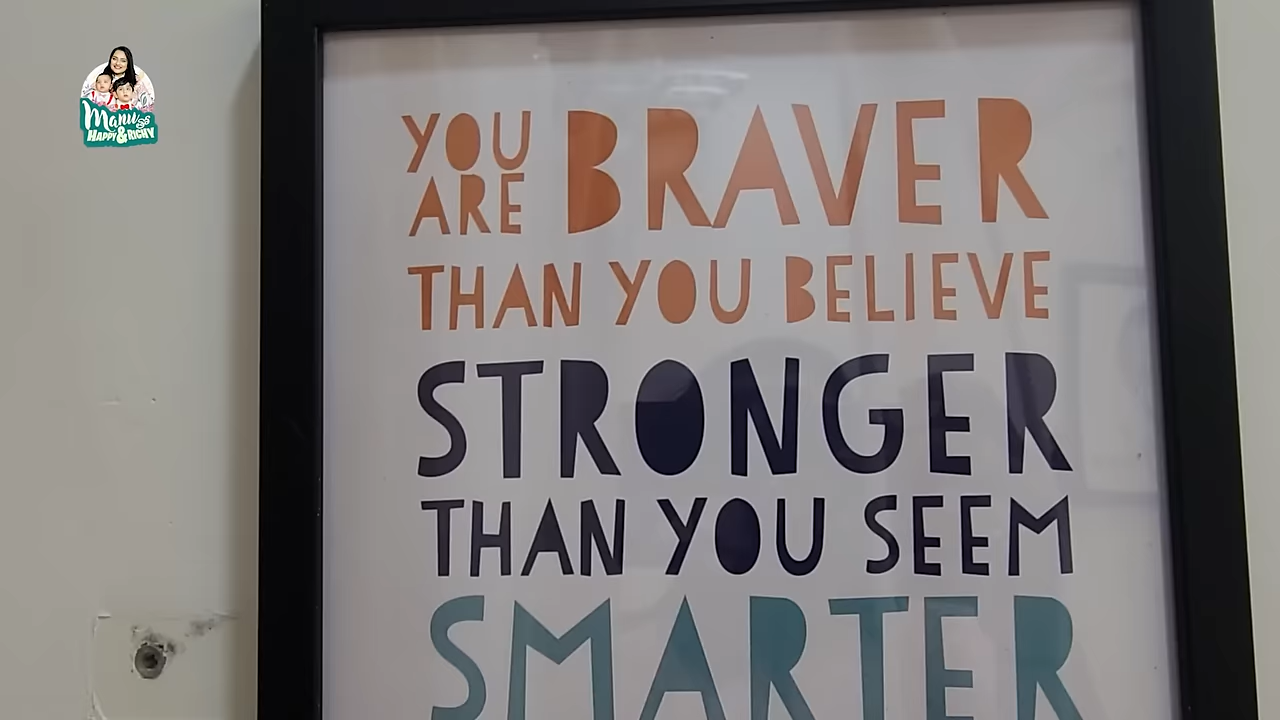 Manu's
HAPPY & RICHY
YOU
ARE BRAVER
THAN YOU BELIEVE
STRONGER
THAN YOU SEEM
SMARTER